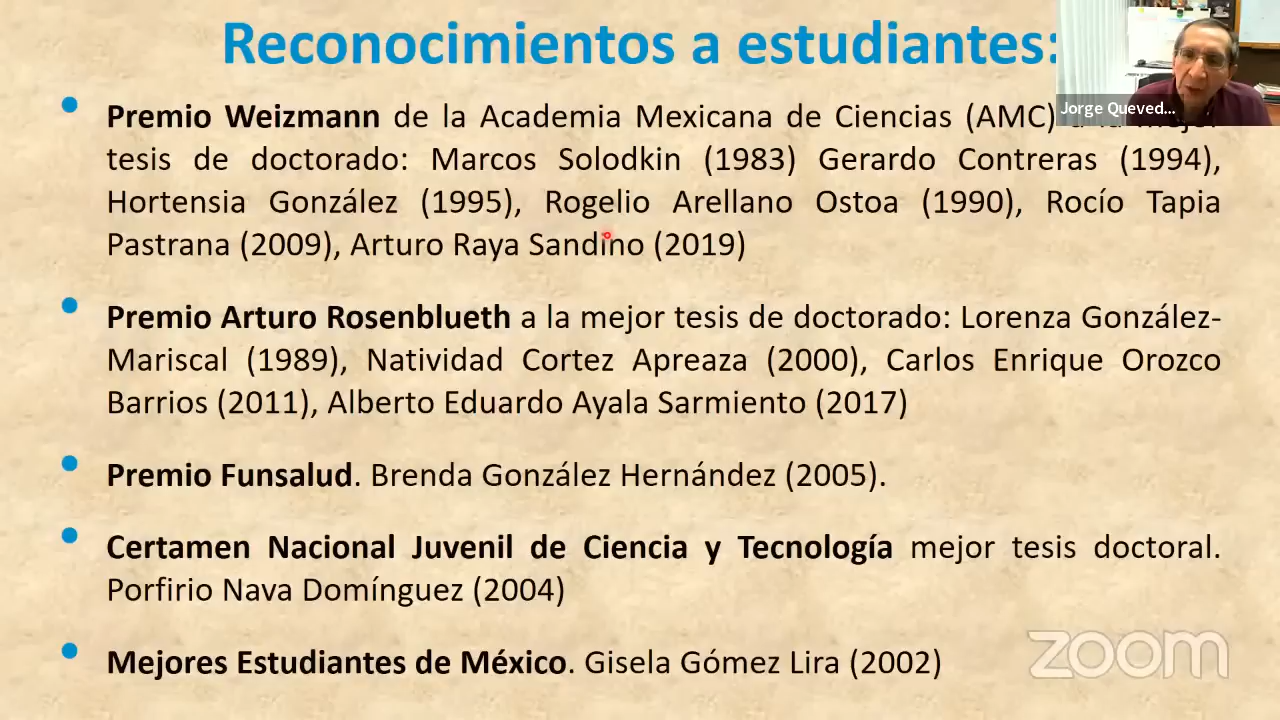 Reconocimientos a estudiantes:
Jorge Queved...
Premio Weizmann de la Academia Mexicana de Ciencias (AMC) a la mejor
tesis de doctorado: Marcos Solodkin (1983) Gerardo Contreras (1994),
Hortensia González (1995), Rogelio Arellano Ostoa (1990), Rocío Tapia
Pastrana (2009), Arturo Raya Sandino (2019)
Premio Arturo Rosenblueth a la mejor tesis de doctorado: Lorenza González-
Mariscal (1989), Natividad Cortez Apreaza (2000), Carlos Enrique Orozco
Barrios (2011), Alberto Eduardo Ayala Sarmiento (2017)
Premio Funsalud. Brenda González Hernández (2005).
Certamen Nacional Juvenil de Ciencia y Tecnología mejor tesis doctoral.
Porfirio Nava Domínguez (2004)
Mejores Estudiantes de México. Gisela Gómez Lira (2002)
zoom